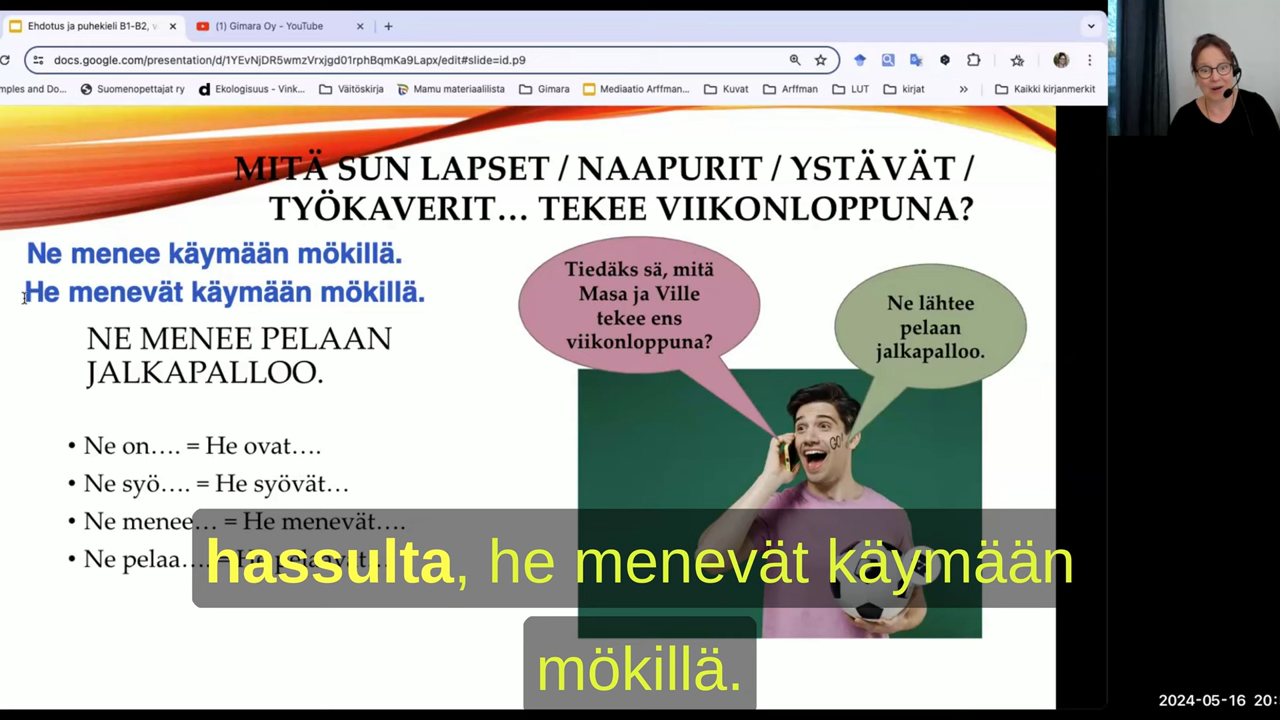 Ehdotus ja puhekieli B1-B2, v
(1) Gimara Oy - YouTube
docs.google.com/presentation/d/1YEvNjDR5wmzVrxjgd01rphBqmKa9Lapx/edit#slide=id.p9
mples and Do...
Suomenopettajat ry
Ekologisuus - Vink...
Väitöskirja
Mamu materiaalilista
Gimara
Mediaatio Arffman...
Kuvat
Arffman
LUT
kirjat
Kaikki kirjanmerkit
MITÄ SUN LAPSET / NAAPURIT / YSTÄVÄT /
TYÖKAVERIT... TEKEE VIIKONLOPPUNA?
Ne menee käymään mökillä.
He menevät käymään mökillä.
NE MENEE PELAAN
JALKAPALLOO.
Tiedäks sä, mitä
Masa ja Ville
tekee ens
viikonloppuna?
Ne lähtee
pelaan
jalkapalloo.
GO!
• Ne on.... = He ovat....
• Ne syö.... = He syövät...
• Ne menee... = He menevät....
• Ne pelaa.... = He pelaavat...
hassulta, he menevät käymään
mökillä.
2024-05-16 20: